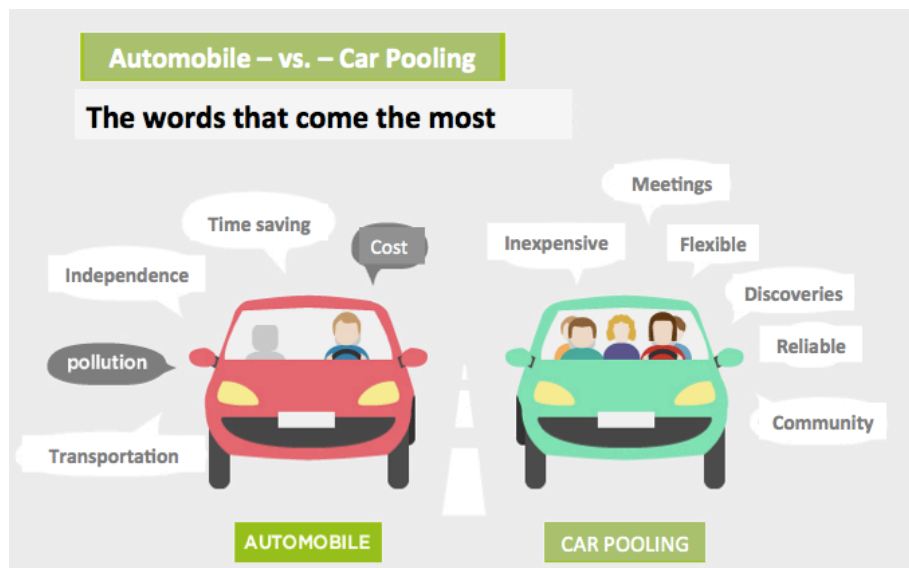 Automobile – vs. – Car Pooling
The words that come the most
Time saving
Cost
Independence
pollution
Transportation
Meetings
Inexpensive
Flexible
Discoveries
Reliable
Community
AUTOMOBILE
CAR POOLING